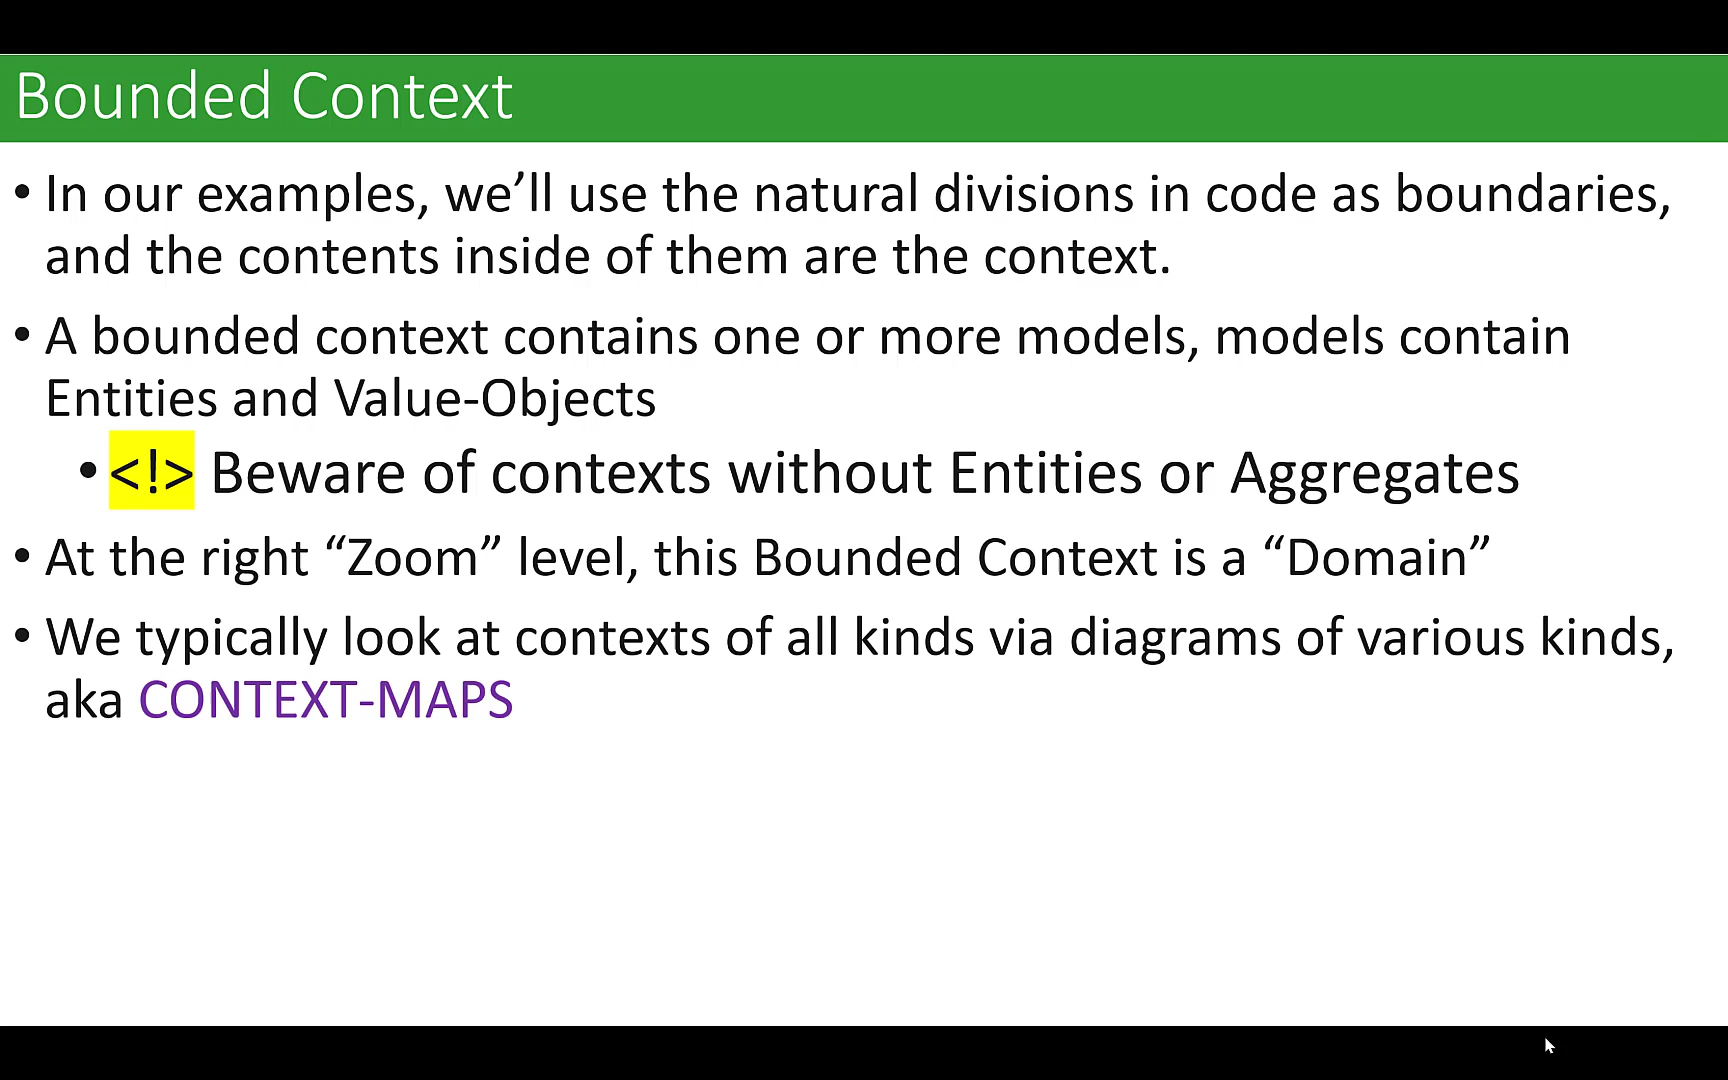 Bounded Context
• In our examples, we’ll use the natural divisions in code as boundaries,
and the contents inside of them are the context.
• A bounded context contains one or more models, models contain
Entities and Value-Objects
• <!> Beware of contexts without Entities or Aggregates
• At the right “Zoom” level, this Bounded Context is a “Domain”
• We typically look at contexts of all kinds via diagrams of various kinds,
aka CONTEXT-MAPS